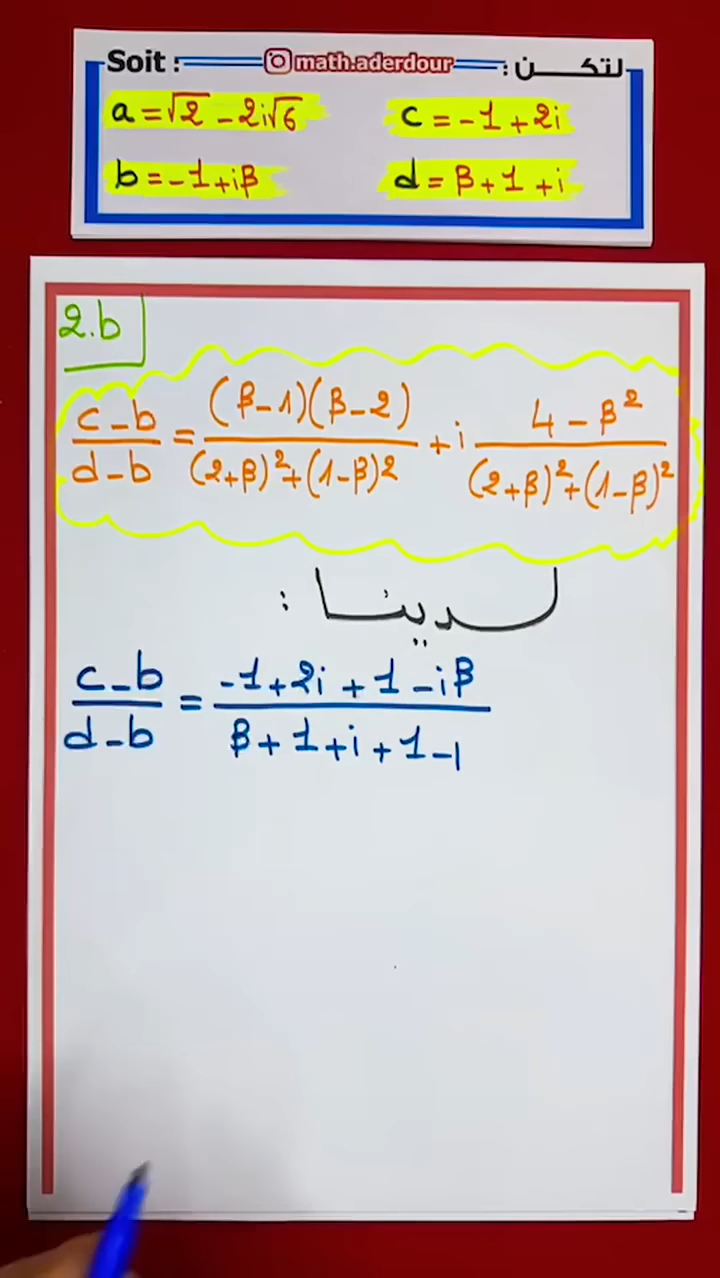 Soit : math.aderdour لتكن :
a = √2 - 2i√6 c = -1 + 2i
b = -1 + iβ d = β + 1 + i
2.b
(c - b)/(d - b) = ((β - 1)(β - 2))/((2+β)² + (1-β)²) + i (4 - β²)/((2+β)² + (1-β)²)
لدينا :
(c - b)/(d - b) = (-1 + 2i + 1 - iβ)/(β + 1 + i + 1 - ı